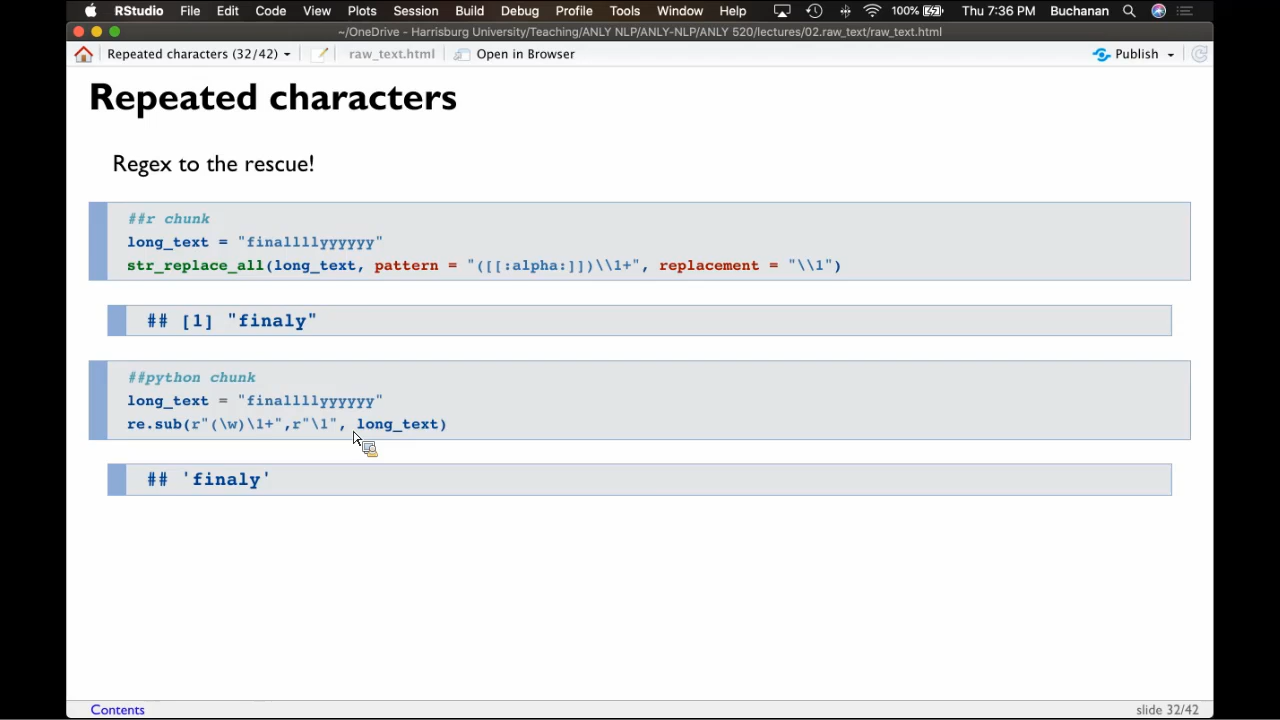 RStudio File Edit Code View Plots Session Build Debug Profile Tools Window Help 100% Thu 7:36 PM Buchanan
~/OneDrive - Harrisburg University/Teaching/ANLY NLP/ANLY-NLP/ANLY 520/lectures/02.raw_text/raw_text.html
Repeated characters (32/42) raw_text.html Open in Browser Publish
Repeated characters
Regex to the rescue!
##r chunk
long_text = "finallllyyyyyy"
str_replace_all(long_text, pattern = "([[:alpha:]])\\1+", replacement = "\\1")
## [1] "finaly"
##python chunk
long_text = "finallllyyyyyy"
re.sub(r"(\w)\1+",r"\1", long_text)
## 'finaly'
Contents slide 32/42